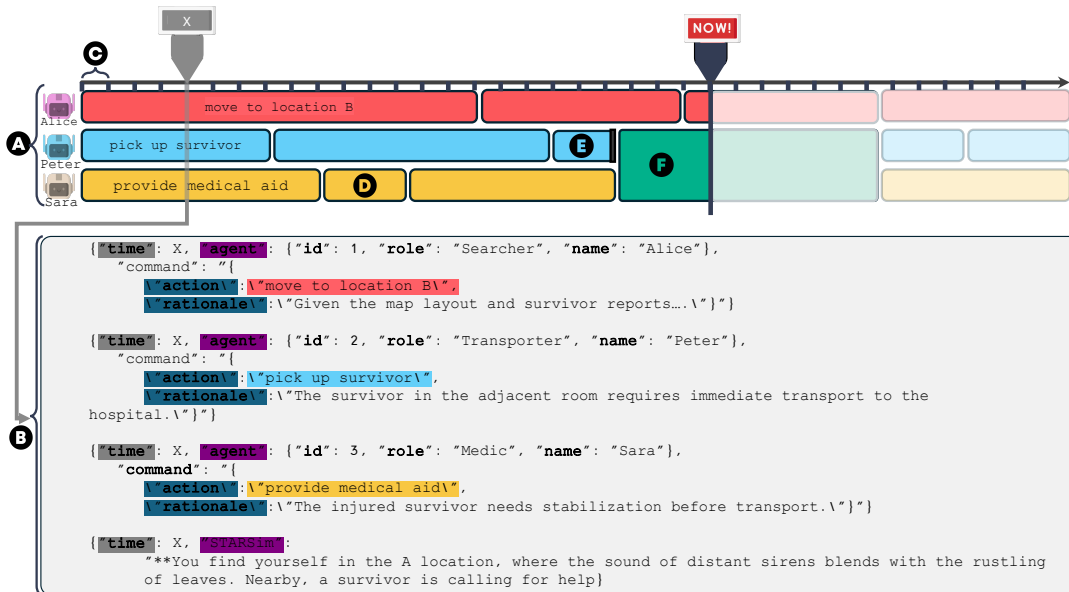 X
NOW!
C
A
Alice
move to location B
Peter
pick up survivor
E
F
Sara
provide medical aid
D
B
{"time": X, "agent": {"id": 1, "role": "Searcher", "name": "Alice"},
"command": "{
\"action\":\"move to location B\",
\"rationale\":\"Given the map layout and survivor reports….\"}"}
{"time": X, "agent": {"id": 2, "role": "Transporter", "name": "Peter"},
"command": "{
\"action\":\"pick up survivor\",
\"rationale\":\"The survivor in the adjacent room requires immediate transport to the
hospital.\"}"}
{"time": X, "agent": {"id": 3, "role": "Medic", "name": "Sara"},
"command": "{
\"action\":\"provide medical aid\",
\"rationale\":\"The injured survivor needs stabilization before transport.\"}"}
{"time": X, "STARSim":
"**You find yourself in the A location, where the sound of distant sirens blends with the rustling
of leaves. Nearby, a survivor is calling for help}